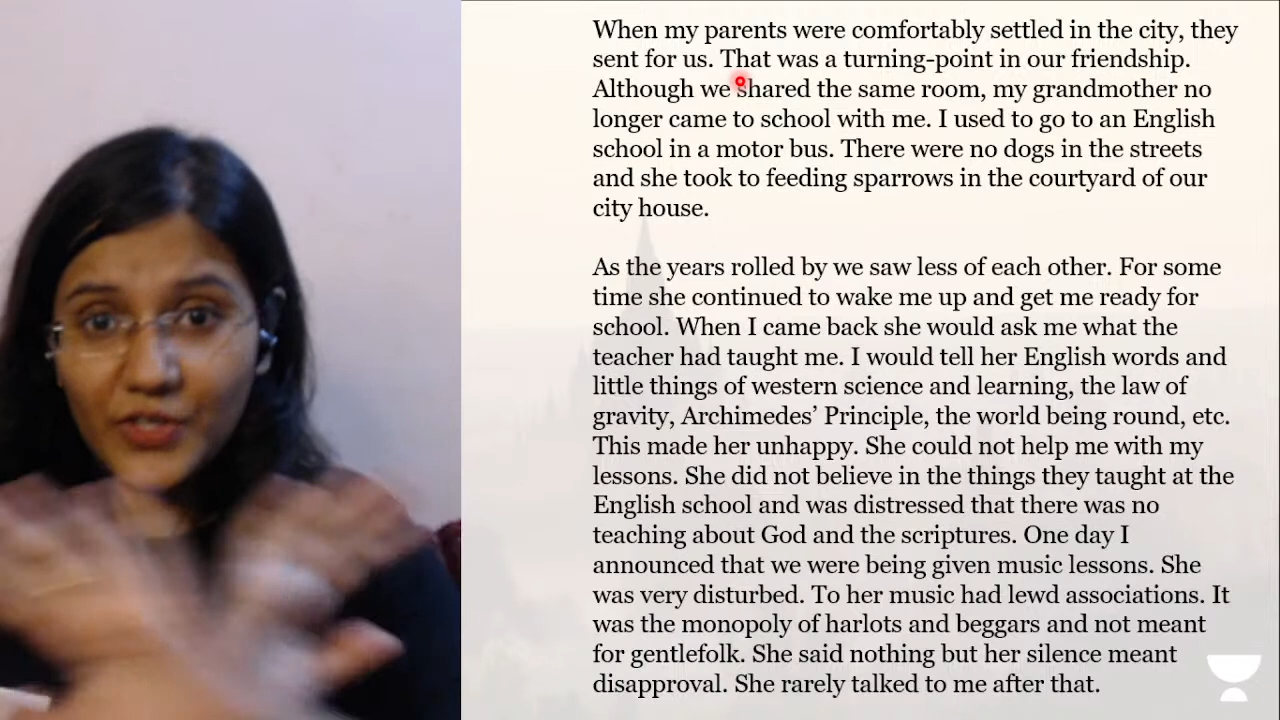 When my parents were comfortably settled in the city, they
sent for us. That was a turning-point in our friendship.
Although we shared the same room, my grandmother no
longer came to school with me. I used to go to an English
school in a motor bus. There were no dogs in the streets
and she took to feeding sparrows in the courtyard of our
city house.
As the years rolled by we saw less of each other. For some
time she continued to wake me up and get me ready for
school. When I came back she would ask me what the
teacher had taught me. I would tell her English words and
little things of western science and learning, the law of
gravity, Archimedes’ Principle, the world being round, etc.
This made her unhappy. She could not help me with my
lessons. She did not believe in the things they taught at the
English school and was distressed that there was no
teaching about God and the scriptures. One day I
announced that we were being given music lessons. She
was very disturbed. To her music had lewd associations. It
was the monopoly of harlots and beggars and not meant
for gentlefolk. She said nothing but her silence meant
disapproval. She rarely talked to me after that.